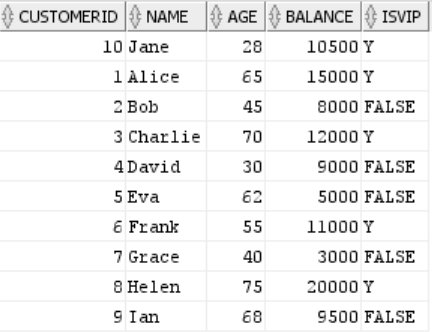 CUSTOMERID NAME AGE BALANCE ISVIP
10 Jane 28 10500 Y
1 Alice 65 15000 Y
2 Bob 45 8000 FALSE
3 Charlie 70 12000 Y
4 David 30 9000 FALSE
5 Eva 62 5000 FALSE
6 Frank 55 11000 Y
7 Grace 40 3000 FALSE
8 Helen 75 20000 Y
9 Ian 68 9500 FALSE